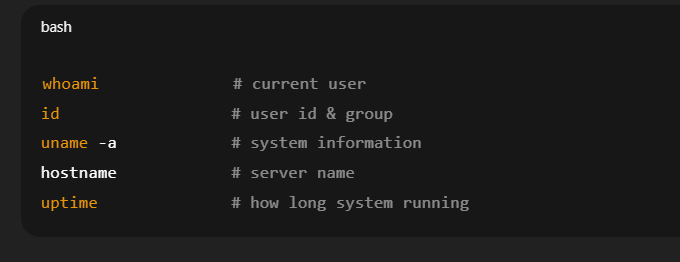 bash
whoami # current user
id # user id & group
uname -a # system information
hostname # server name
uptime # how long system running